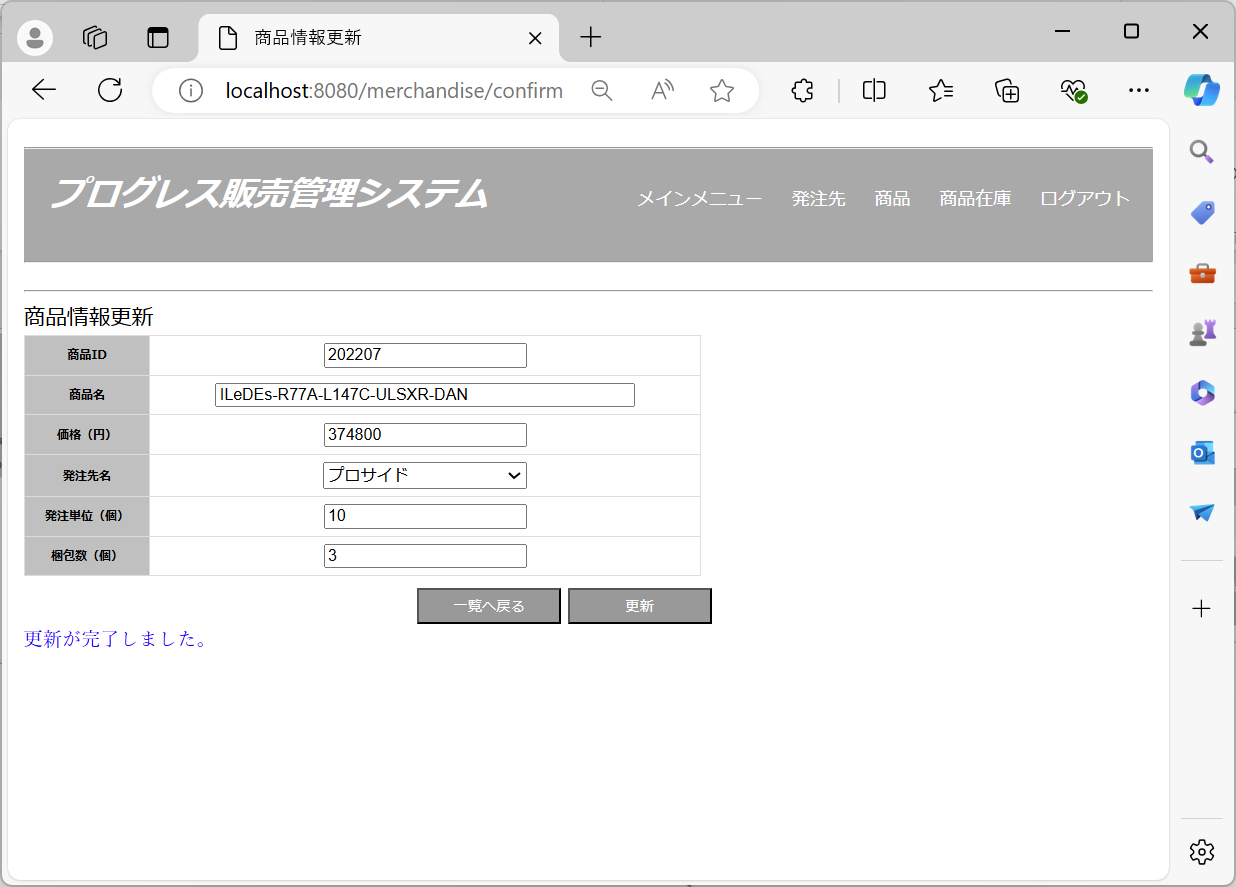 商品情報更新
localhost:8080/merchandise/confirm
プログレス販売管理システム
メインメニュー 発注先 商品 商品在庫 ログアウト
商品情報更新
商品ID 202207
商品名 ILeDEs-R77A-L147C-ULSXR-DAN
価格（円） 374800
発注先名 プロサイド
発注単位（個） 10
梱包数（個） 3
一覧へ戻る 更新
更新が完了しました。